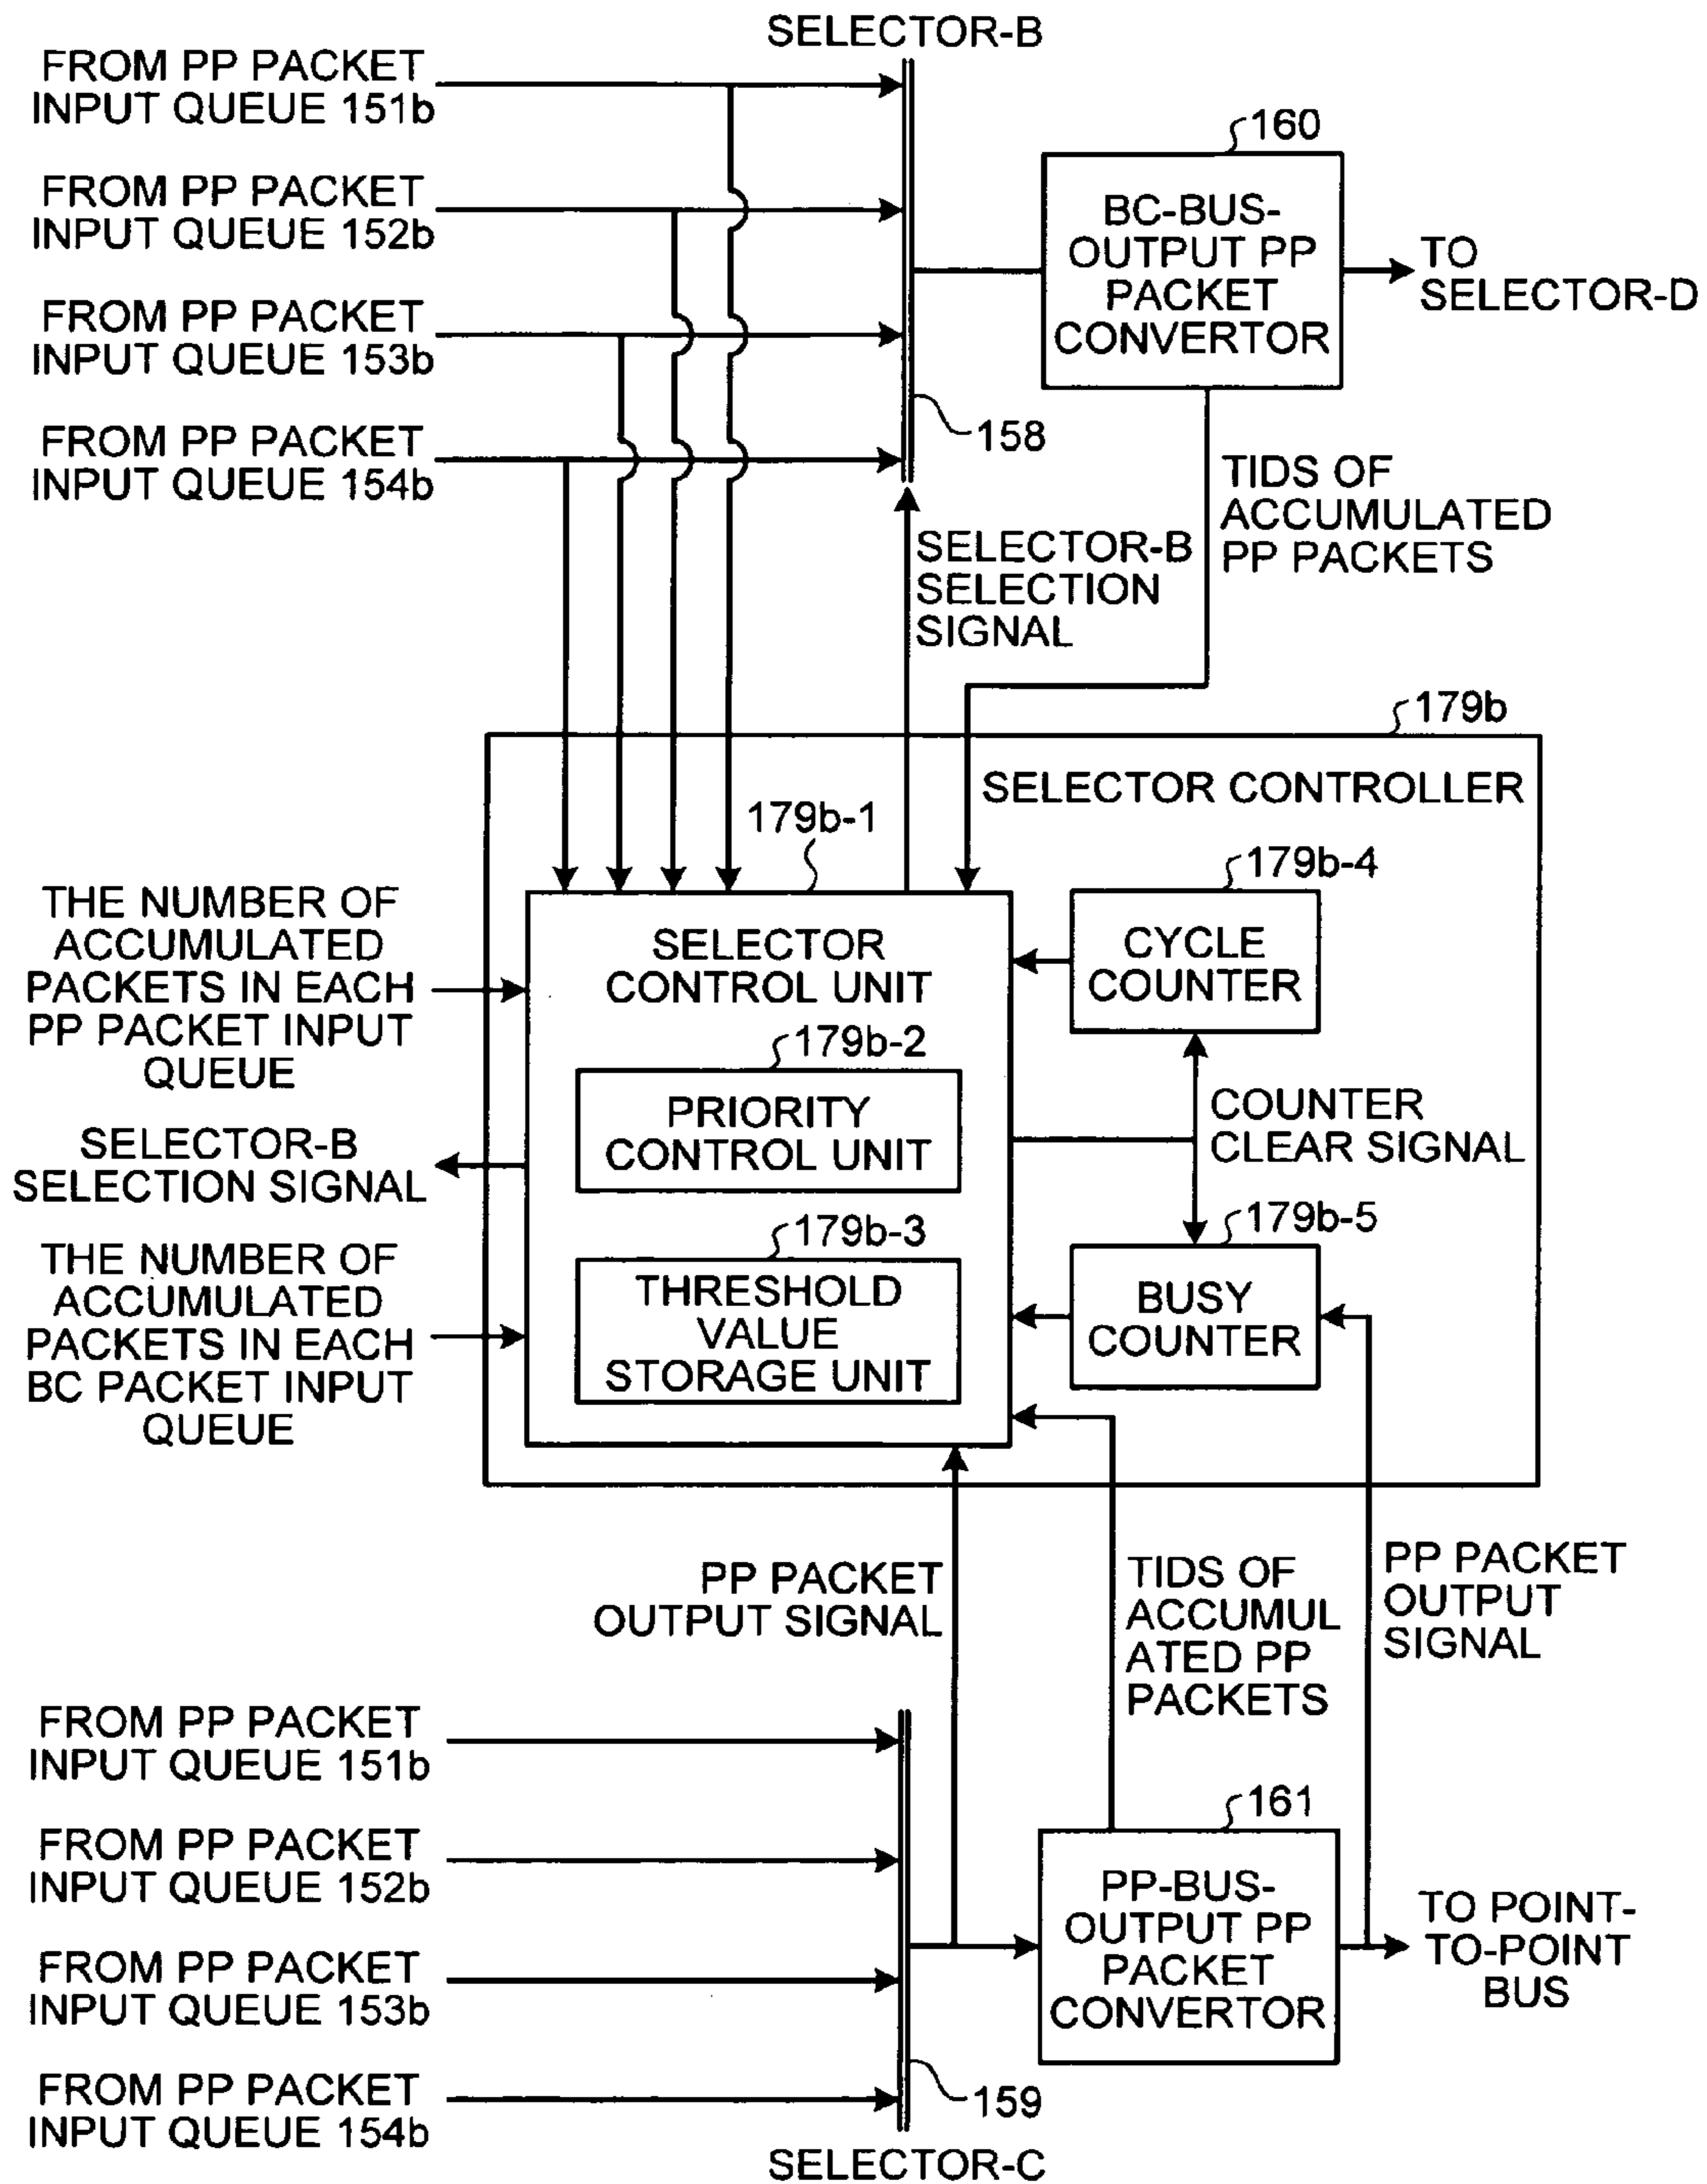 SELECTOR-B
FROM PP PACKET
INPUT QUEUE 151b
FROM PP PACKET
INPUT QUEUE 152b
FROM PP PACKET
INPUT QUEUE 153b
FROM PP PACKET
INPUT QUEUE 154b
158
160
BC-BUS-
OUTPUT PP
PACKET
CONVERTOR
TO
SELECTOR-D
TIDS OF
ACCUMULATED
PP PACKETS
SELECTOR-B
SELECTION
SIGNAL
179b
SELECTOR CONTROLLER
179b-1
SELECTOR
CONTROL UNIT
179b-2
PRIORITY
CONTROL UNIT
179b-3
THRESHOLD
VALUE
STORAGE UNIT
179b-4
CYCLE
COUNTER
COUNTER
CLEAR SIGNAL
179b-5
BUSY
COUNTER
THE NUMBER OF
ACCUMULATED
PACKETS IN EACH
PP PACKET INPUT
QUEUE
SELECTOR-B
SELECTION SIGNAL
THE NUMBER OF
ACCUMULATED
PACKETS IN EACH
BC PACKET INPUT
QUEUE
PP PACKET
OUTPUT SIGNAL
TIDS OF
ACCUMUL
ATED PP
PACKETS
PP PACKET
OUTPUT
SIGNAL
FROM PP PACKET
INPUT QUEUE 151b
FROM PP PACKET
INPUT QUEUE 152b
FROM PP PACKET
INPUT QUEUE 153b
FROM PP PACKET
INPUT QUEUE 154b
159
SELECTOR-C
161
PP-BUS-
OUTPUT PP
PACKET
CONVERTOR
TO POINT-
TO-POINT
BUS